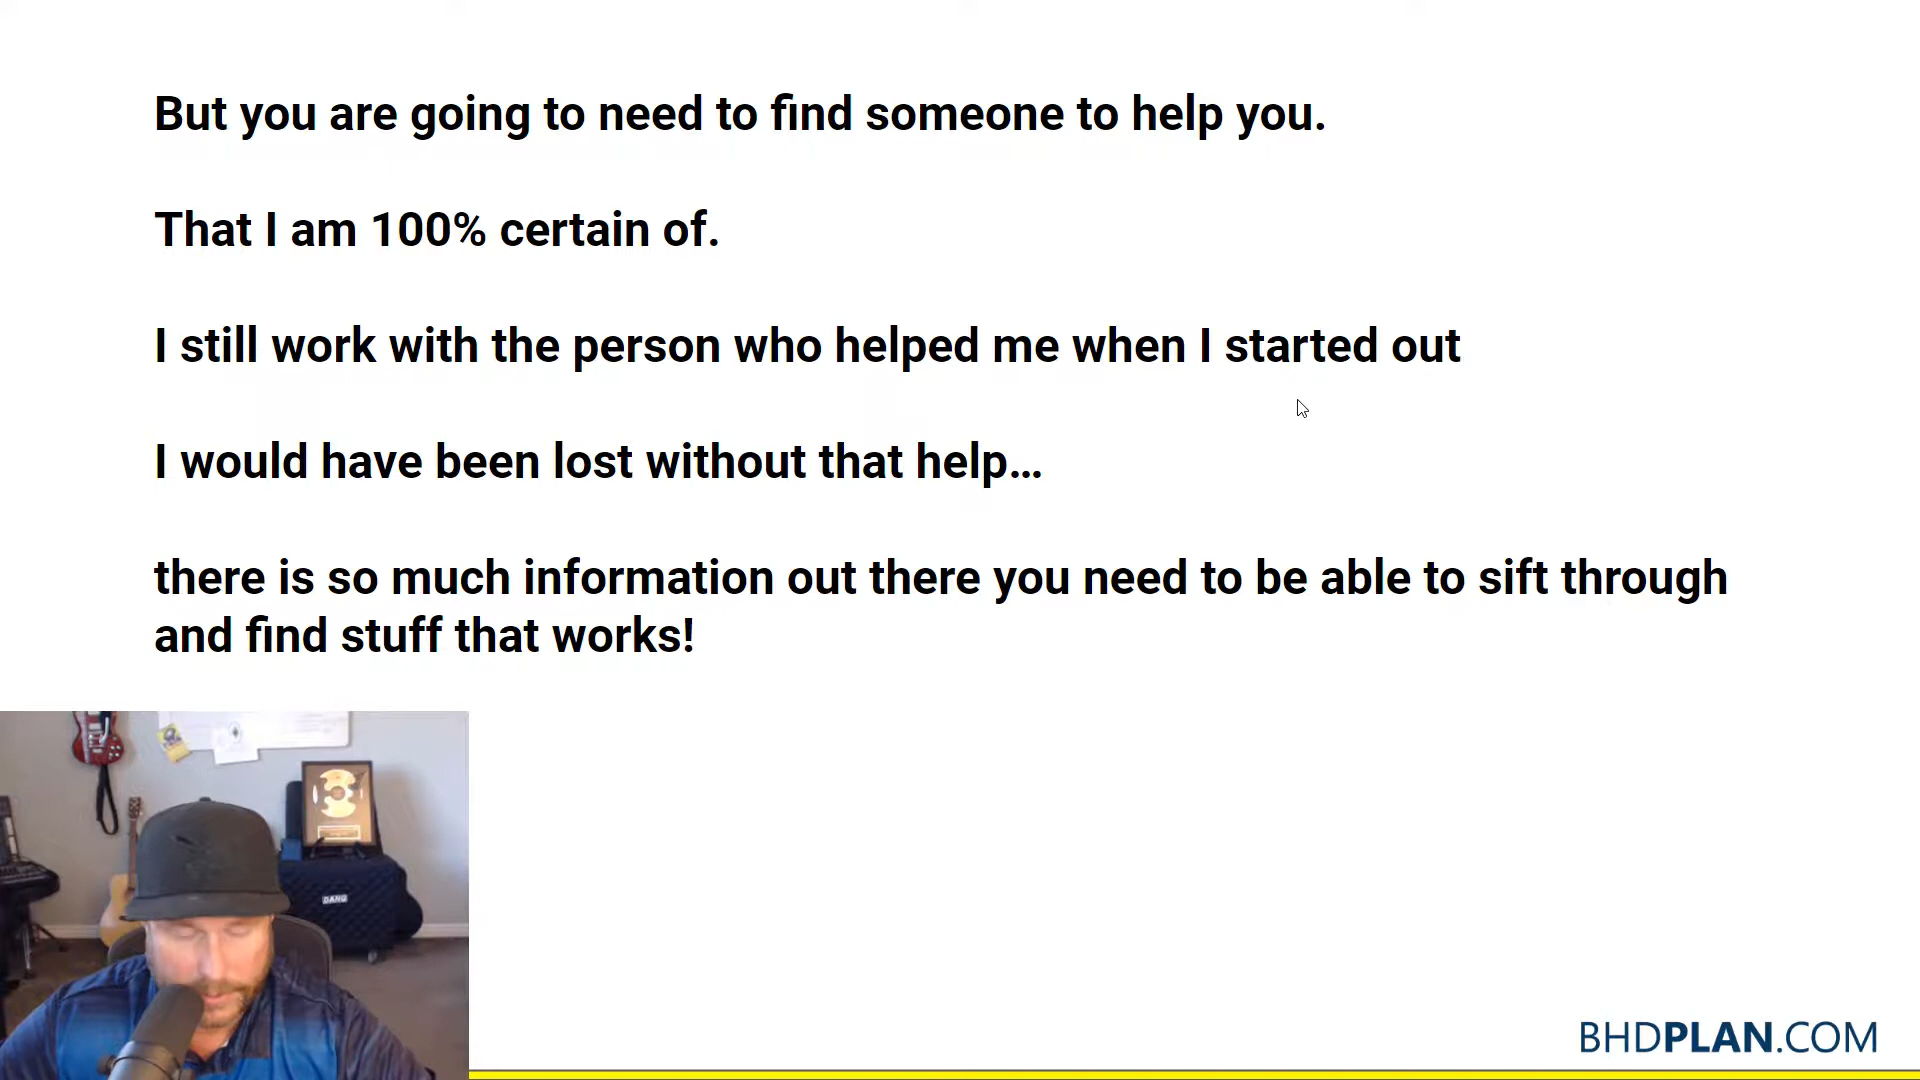 But you are going to need to find someone to help you.
That I am 100% certain of.
I still work with the person who helped me when I started out
I would have been lost without that help…
there is so much information out there you need to be able to sift through
and find stuff that works!
DANG
BHDPLAN.COM